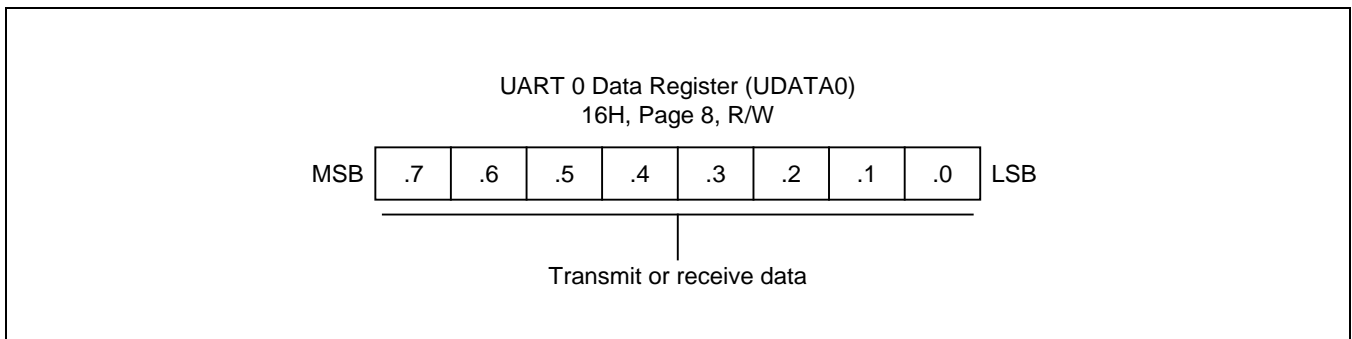 UART 0 Data Register (UDATA0)
16H, Page 8, R/W
MSB .7 .6 .5 .4 .3 .2 .1 .0 LSB
Transmit or receive data